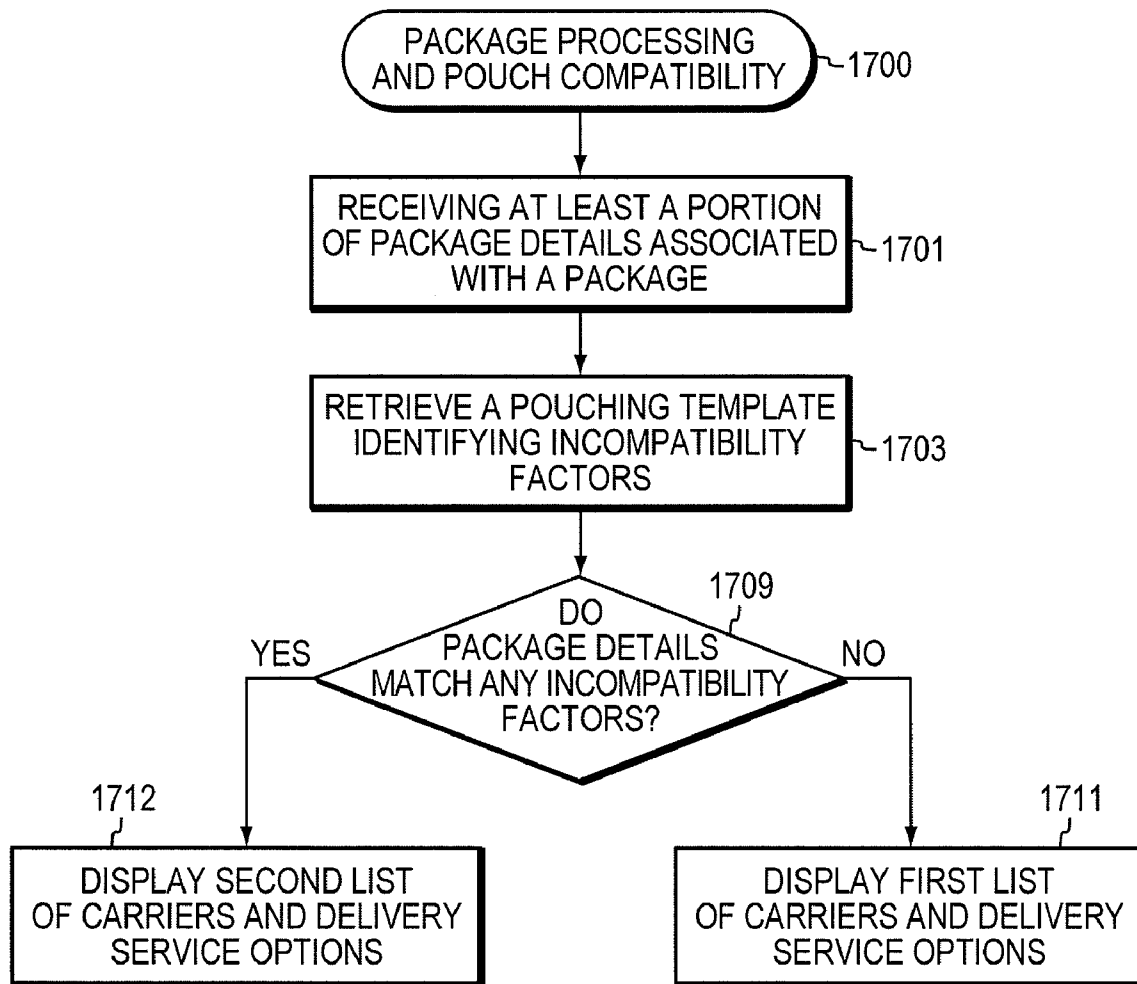 PACKAGE PROCESSING
AND POUCH COMPATIBILITY
1700
RECEIVING AT LEAST A PORTION
OF PACKAGE DETAILS ASSOCIATED
WITH A PACKAGE
1701
RETRIEVE A POUCHING TEMPLATE
IDENTIFYING INCOMPATIBILITY
FACTORS
1703
1709
DO
PACKAGE DETAILS
MATCH ANY INCOMPATIBILITY
FACTORS?
YES
NO
1712
DISPLAY SECOND LIST
OF CARRIERS AND DELIVERY
SERVICE OPTIONS
1711
DISPLAY FIRST LIST
OF CARRIERS AND DELIVERY
SERVICE OPTIONS